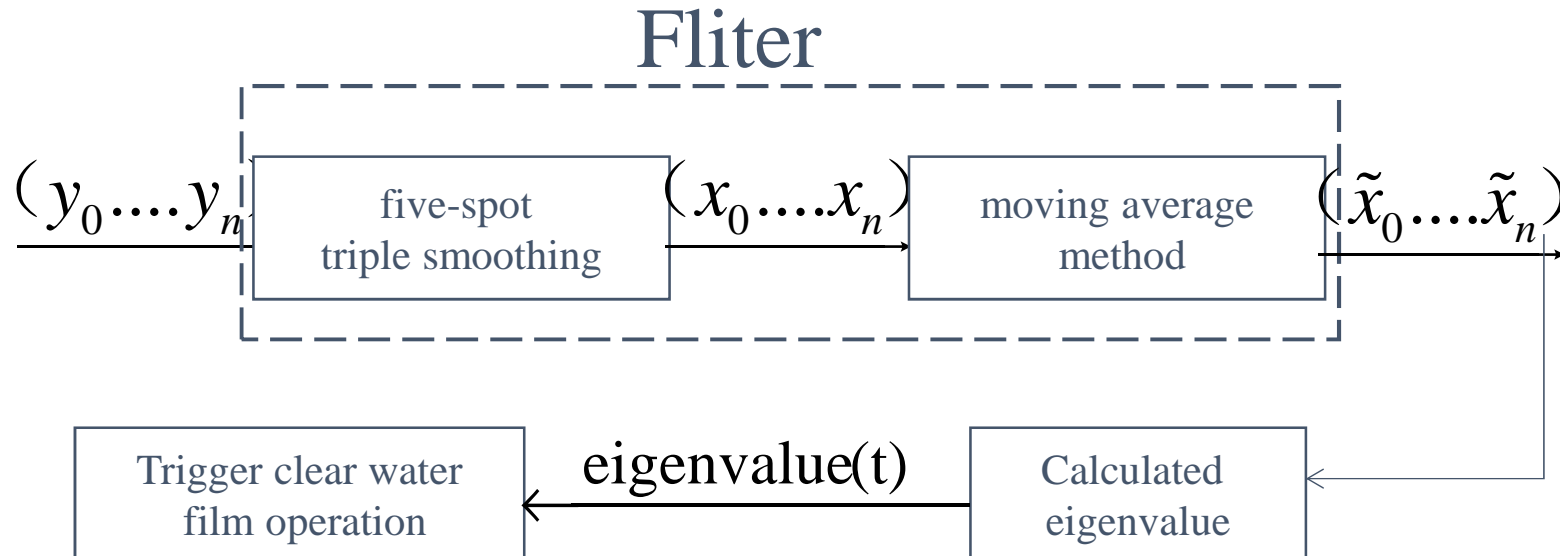 Fliter
(y₀....yₙ)
five-spot
triple smoothing
(x₀....xₙ)
moving average
method
(x̃₀....x̃ₙ)
Trigger clear water
film operation
eigenvalue(t)
Calculated
eigenvalue